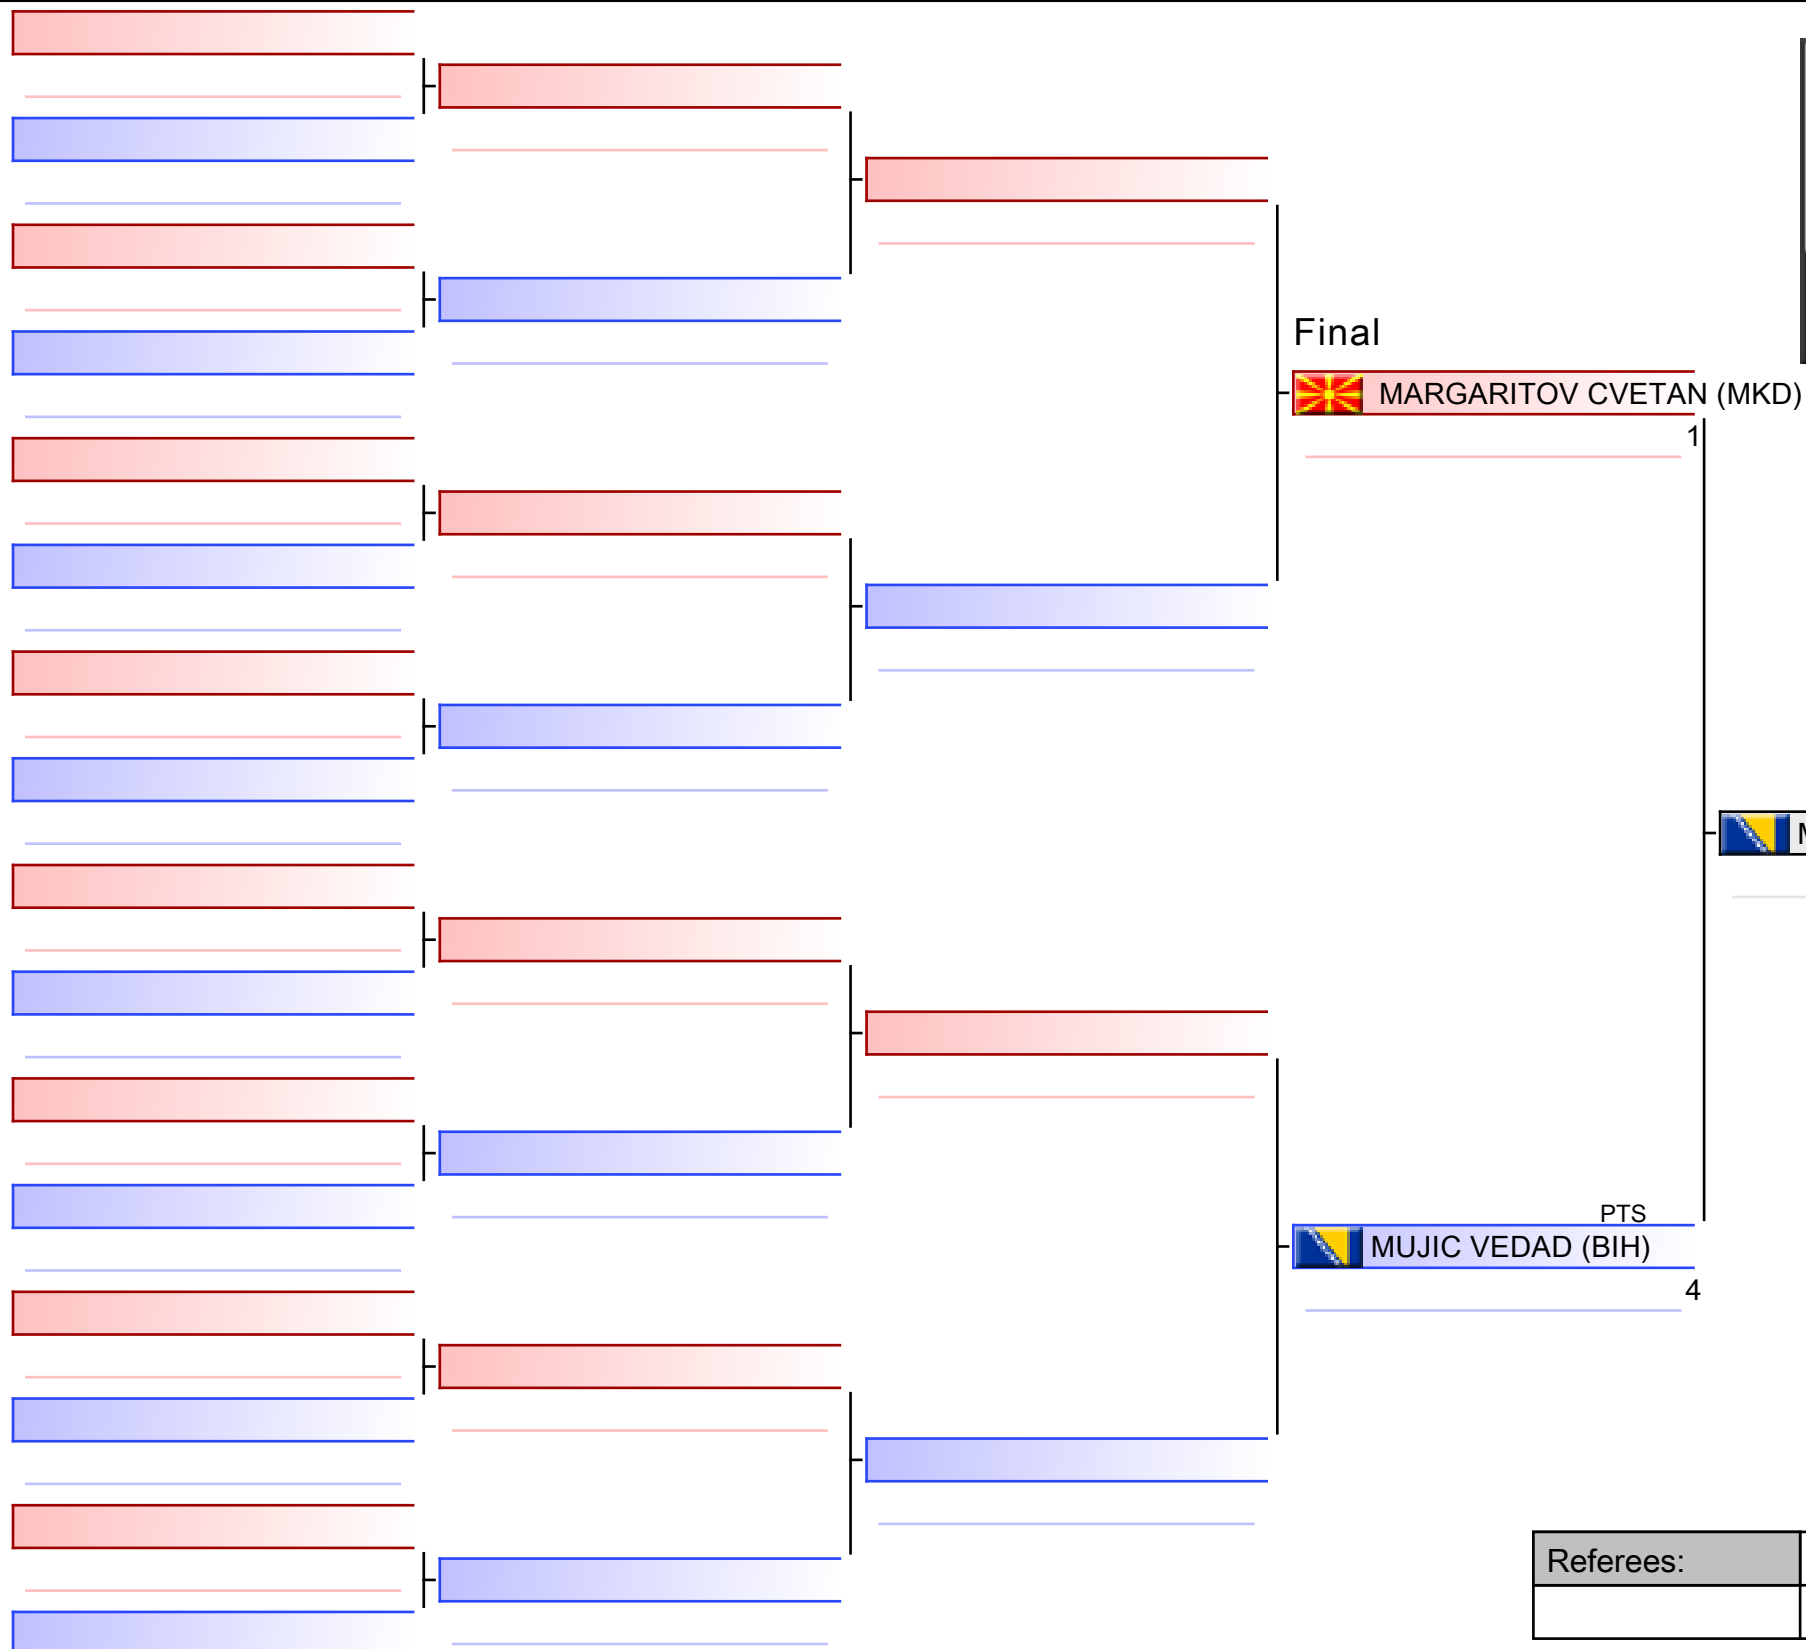 Final
MARGARITOV CVETAN (MKD)
1
PTS
MUJIC VEDAD (BIH)
4
Referees: